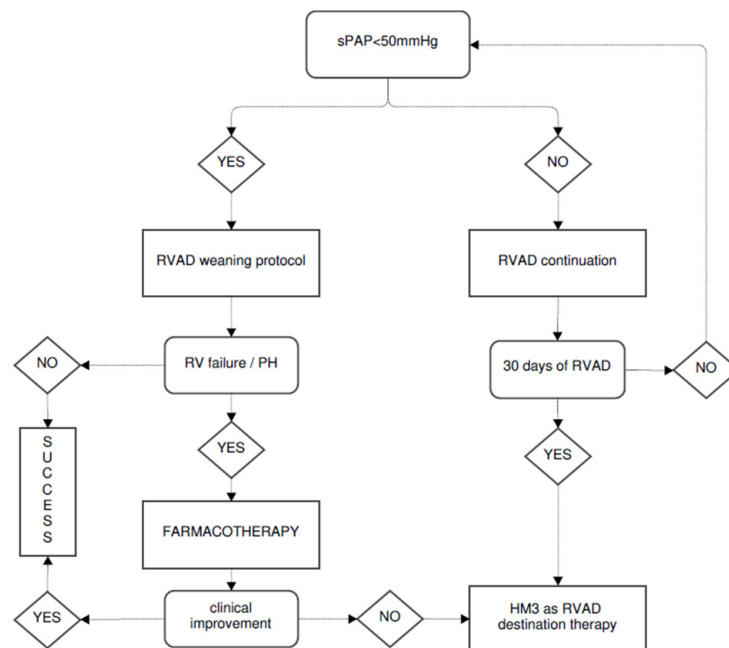 sPAP<50mmHg
YES
NO
RVAD weaning protocol
RVAD continuation
NO
RV failure / PH
30 days of RVAD
NO
YES
YES
S
U
C
C
E
S
S
FARMACOTHERAPY
YES
clinical
improvement
NO
HM3 as RVAD
destination therapy